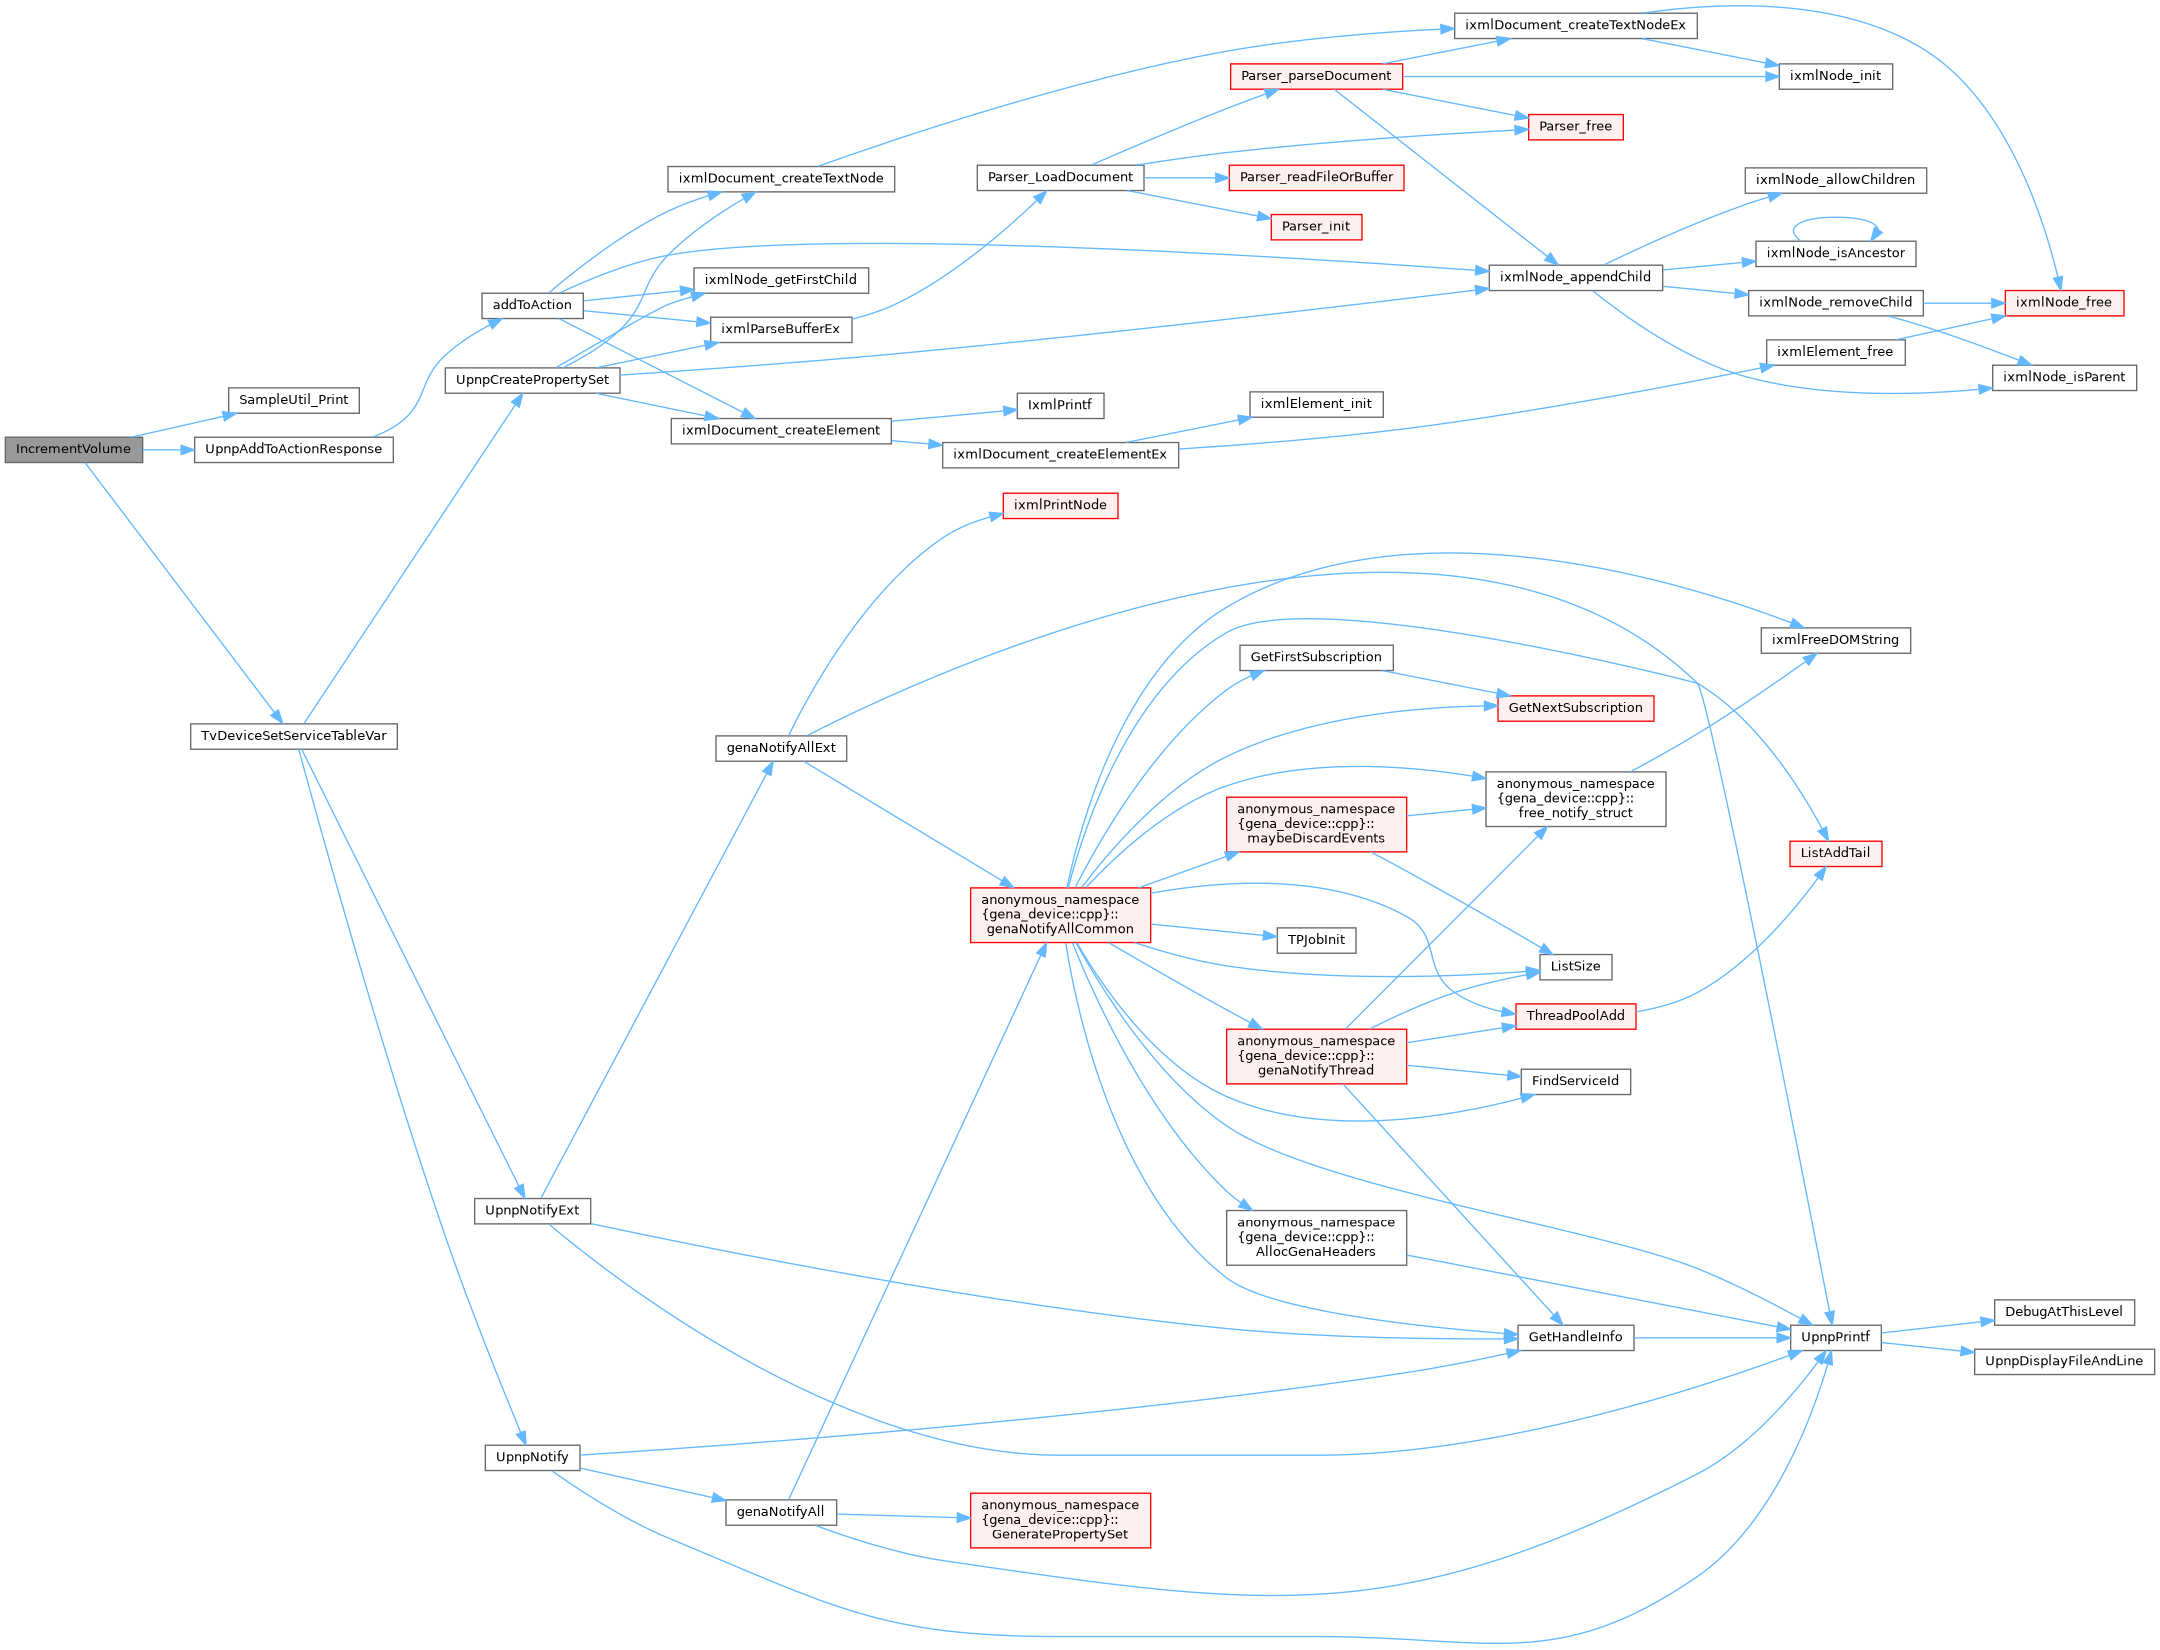 ixmlDocument_createTextNodeEx
Parser_parseDocument
ixmlNode_init
Parser_free
ixmlDocument_createTextNode
Parser_LoadDocument
Parser_readFileOrBuffer
ixmlNode_allowChildren
Parser_init
ixmlNode_isAncestor
ixmlNode_getFirstChild
ixmlNode_appendChild
addToAction
ixmlNode_removeChild
ixmlNode_free
ixmlParseBufferEx
ixmlElement_free
UpnpCreatePropertySet
ixmlNode_isParent
SampleUtil_Print
IxmlPrintf
ixmlElement_init
ixmlDocument_createElement
IncrementVolume
UpnpAddToActionResponse
ixmlDocument_createElementEx
ixmlPrintNode
ixmlFreeDOMString
GetFirstSubscription
GetNextSubscription
TvDeviceSetServiceTableVar
genaNotifyAllExt
anonymous_namespace
{gena_device::cpp}::
free_notify_struct
anonymous_namespace
{gena_device::cpp}::
maybeDiscardEvents
ListAddTail
anonymous_namespace
{gena_device::cpp}::
genaNotifyAllCommon
TPJobInit
ListSize
ThreadPoolAdd
anonymous_namespace
{gena_device::cpp}::
genaNotifyThread
FindServiceId
UpnpNotifyExt
anonymous_namespace
{gena_device::cpp}::
AllocGenaHeaders
DebugAtThisLevel
GetHandleInfo
UpnpPrintf
UpnpDisplayFileAndLine
UpnpNotify
genaNotifyAll
anonymous_namespace
{gena_device::cpp}::
GeneratePropertySet